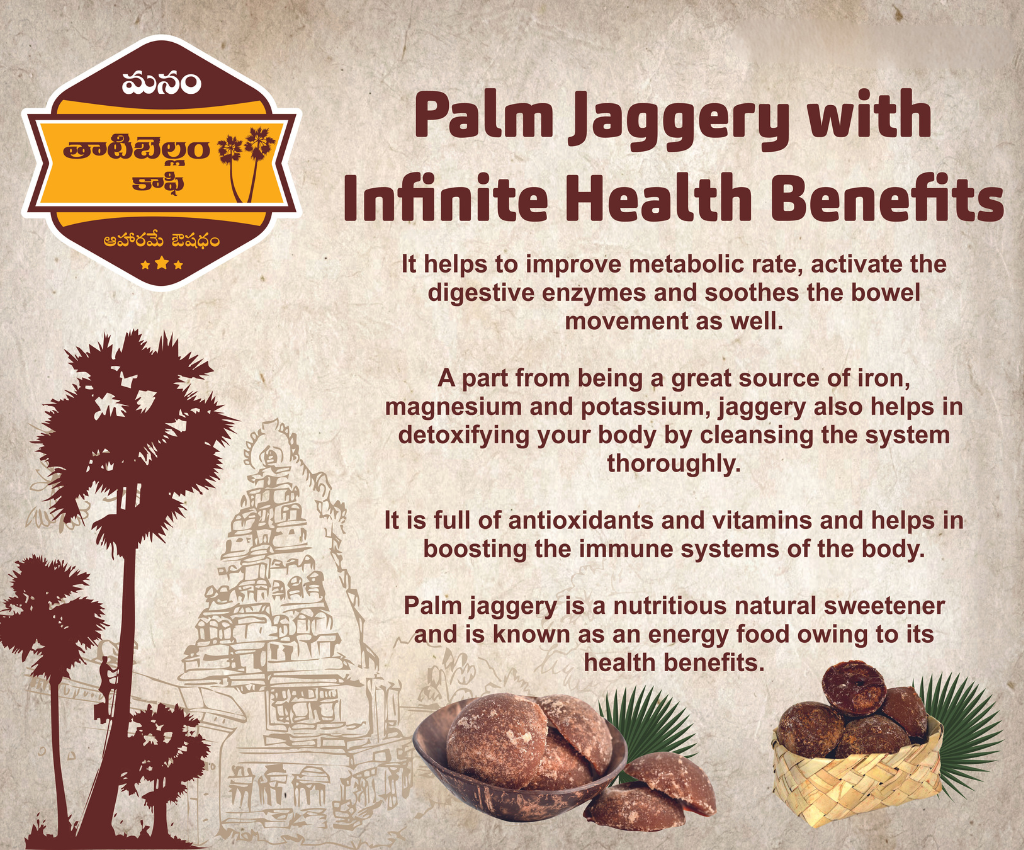 మనం
తాటిబెల్లం
కాఫి
ఆహారమే ఔషధం
Palm Jaggery with
Infinite Health Benefits
It helps to improve metabolic rate, activate the
digestive enzymes and soothes the bowel
movement as well.
A part from being a great source of iron,
magnesium and potassium, jaggery also helps in
detoxifying your body by cleansing the system
thoroughly.
It is full of antioxidants and vitamins and helps in
boosting the immune systems of the body.
Palm jaggery is a nutritious natural sweetener
and is known as an energy food owing to its
health benefits.